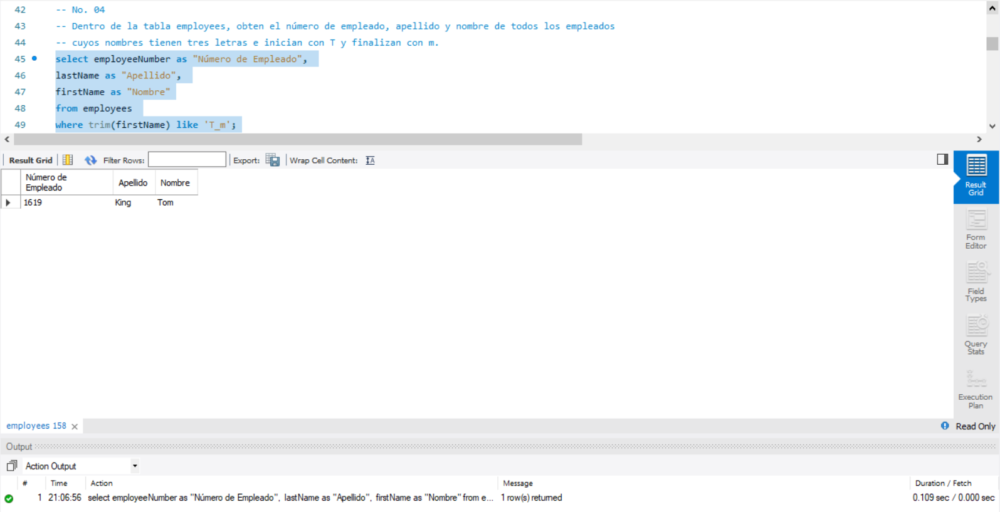 42 -- No. 04
43 -- Dentro de la tabla employees, obten el número de empleado, apellido y nombre de todos los empleados
44 -- cuyos nombres tienen tres letras e inician con T y finalizan con m.
45 select employeeNumber as "Número de Empleado",
46 lastName as "Apellido",
47 firstName as "Nombre"
48 from employees
49 where trim(firstName) like 'T_m';
Result Grid Filter Rows: Export: Wrap Cell Content:
Número de Empleado Apellido Nombre
1619 King Tom
Result Grid
Form Editor
Field Types
Query Stats
Execution Plan
employees 158 Read Only
Output
Action Output
# Time Action Message Duration / Fetch
1 21:06:56 select employeeNumber as "Número de Empleado", lastName as "Apellido", firstName as "Nombre" from e... 1 row(s) returned 0.109 sec / 0.000 sec